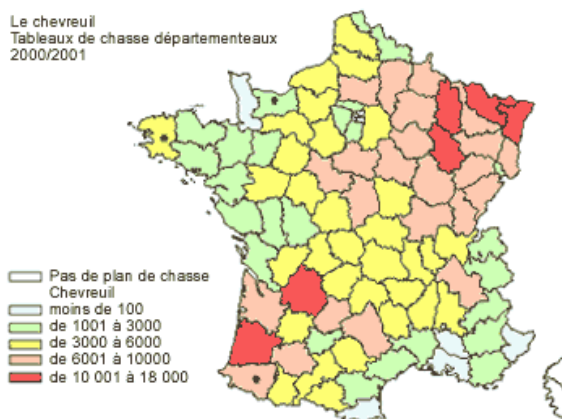 Le chevreuil
Tableaux de chasse départementeaux
2000/2001
Pas de plan de chasse
Chevreuil
moins de 100
de 1001 à 3000
de 3000 à 6000
de 6001 à 10000
de 10 001 à 18 000